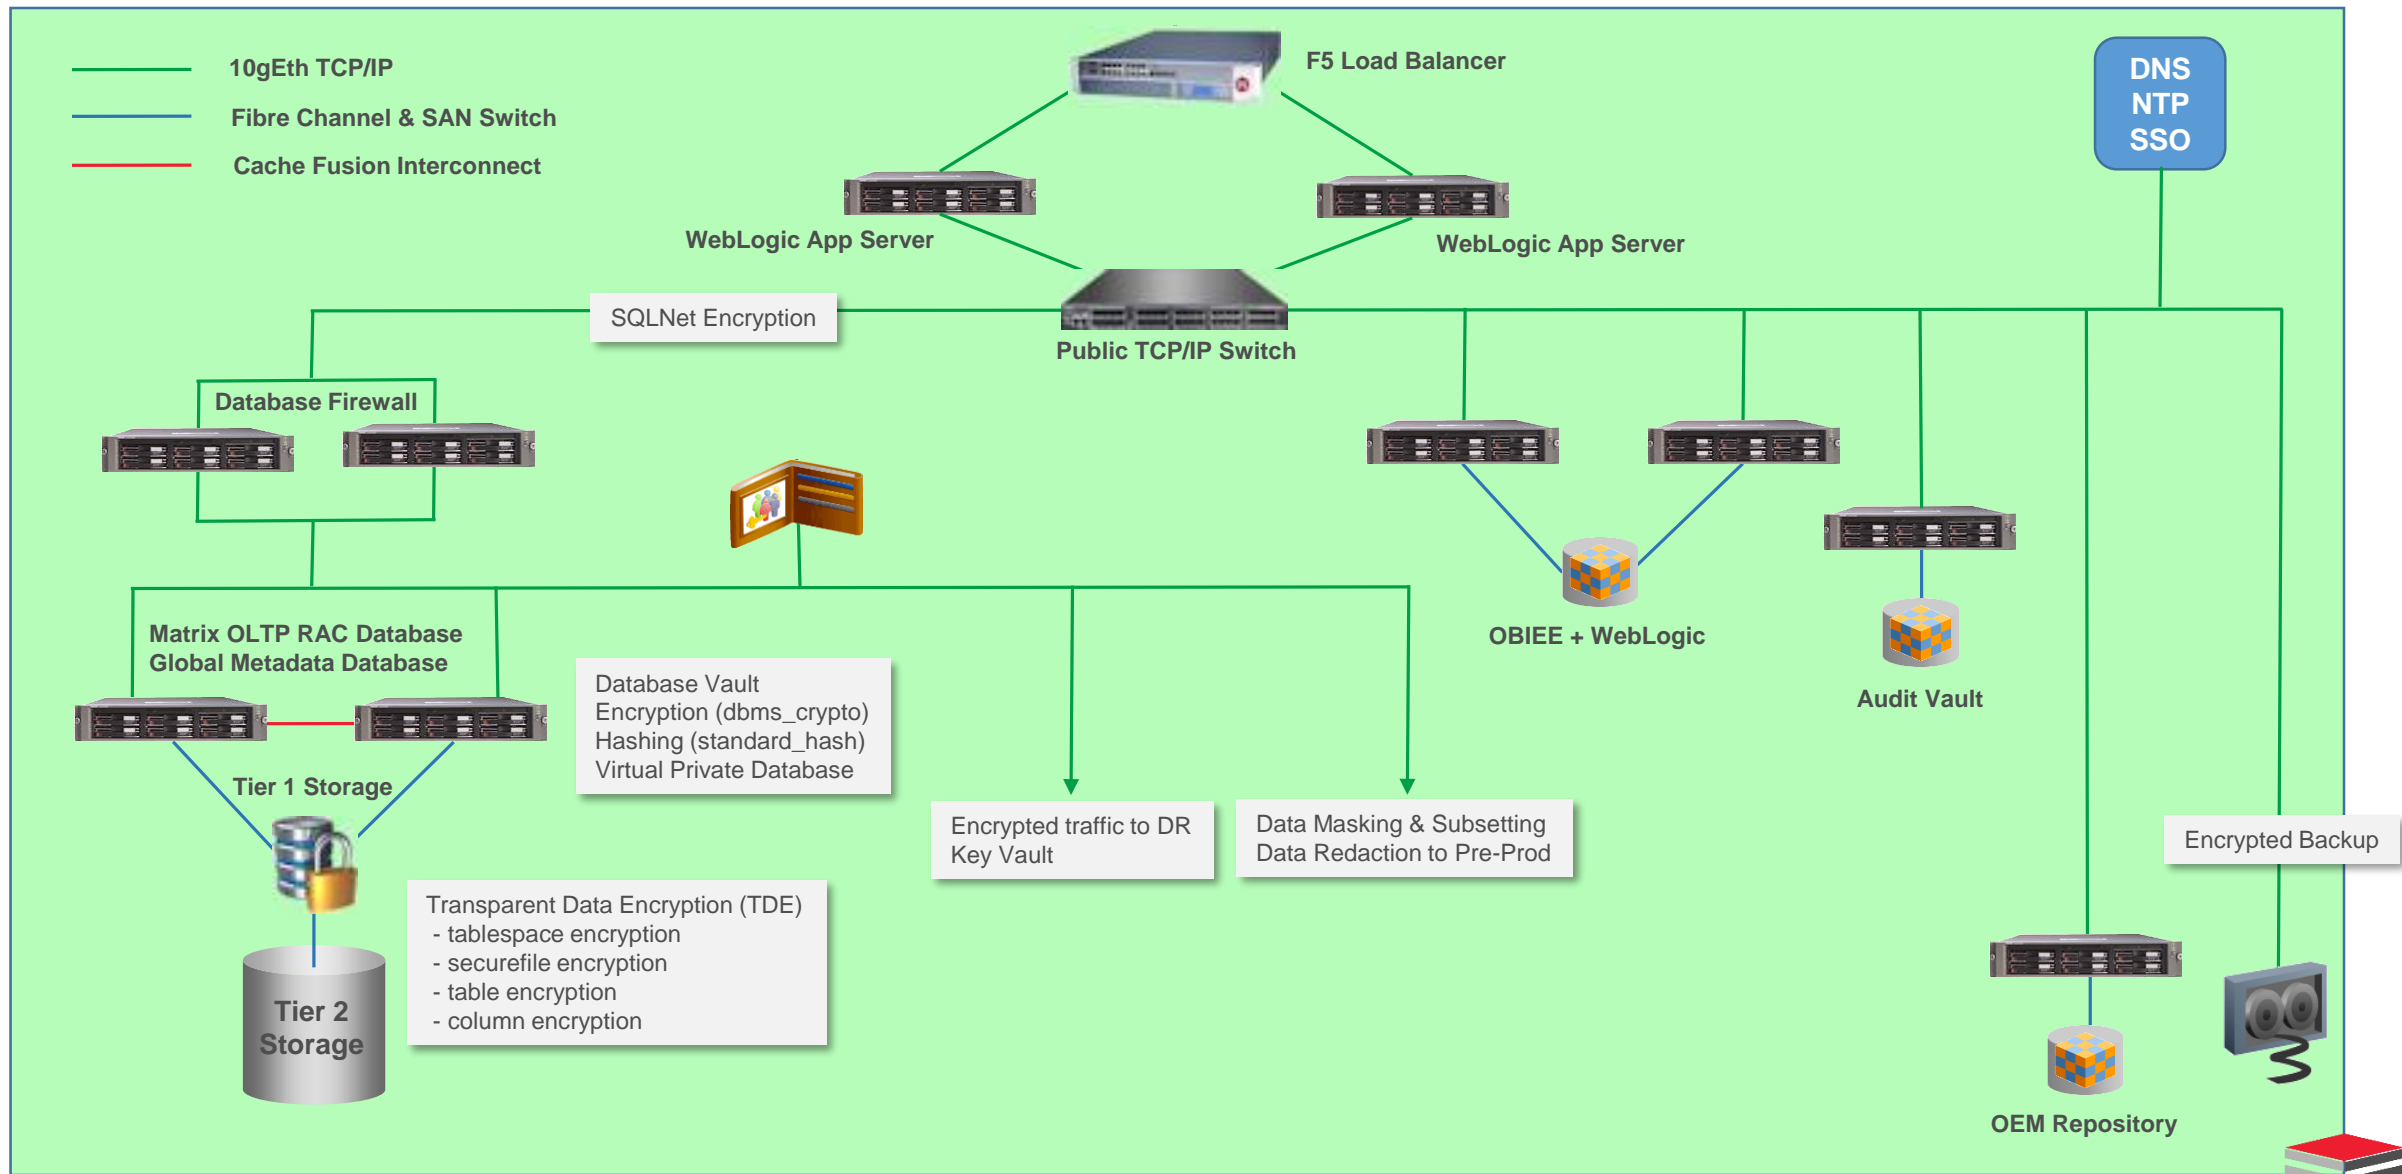 10gEth TCP/IP
Fibre Channel & SAN Switch
Cache Fusion Interconnect
F5 Load Balancer
DNS
NTP
SSO
WebLogic App Server
WebLogic App Server
SQLNet Encryption
Public TCP/IP Switch
Database Firewall
Matrix OLTP RAC Database
Global Metadata Database
OBIEE + WebLogic
Audit Vault
Database Vault
Encryption (dbms_crypto)
Hashing (standard_hash)
Virtual Private Database
Tier 1 Storage
Encrypted traffic to DR
Key Vault
Data Masking & Subsetting
Data Redaction to Pre-Prod
Encrypted Backup
Transparent Data Encryption (TDE)
- tablespace encryption
- securefile encryption
- table encryption
- column encryption
Tier 2
Storage
OEM Repository